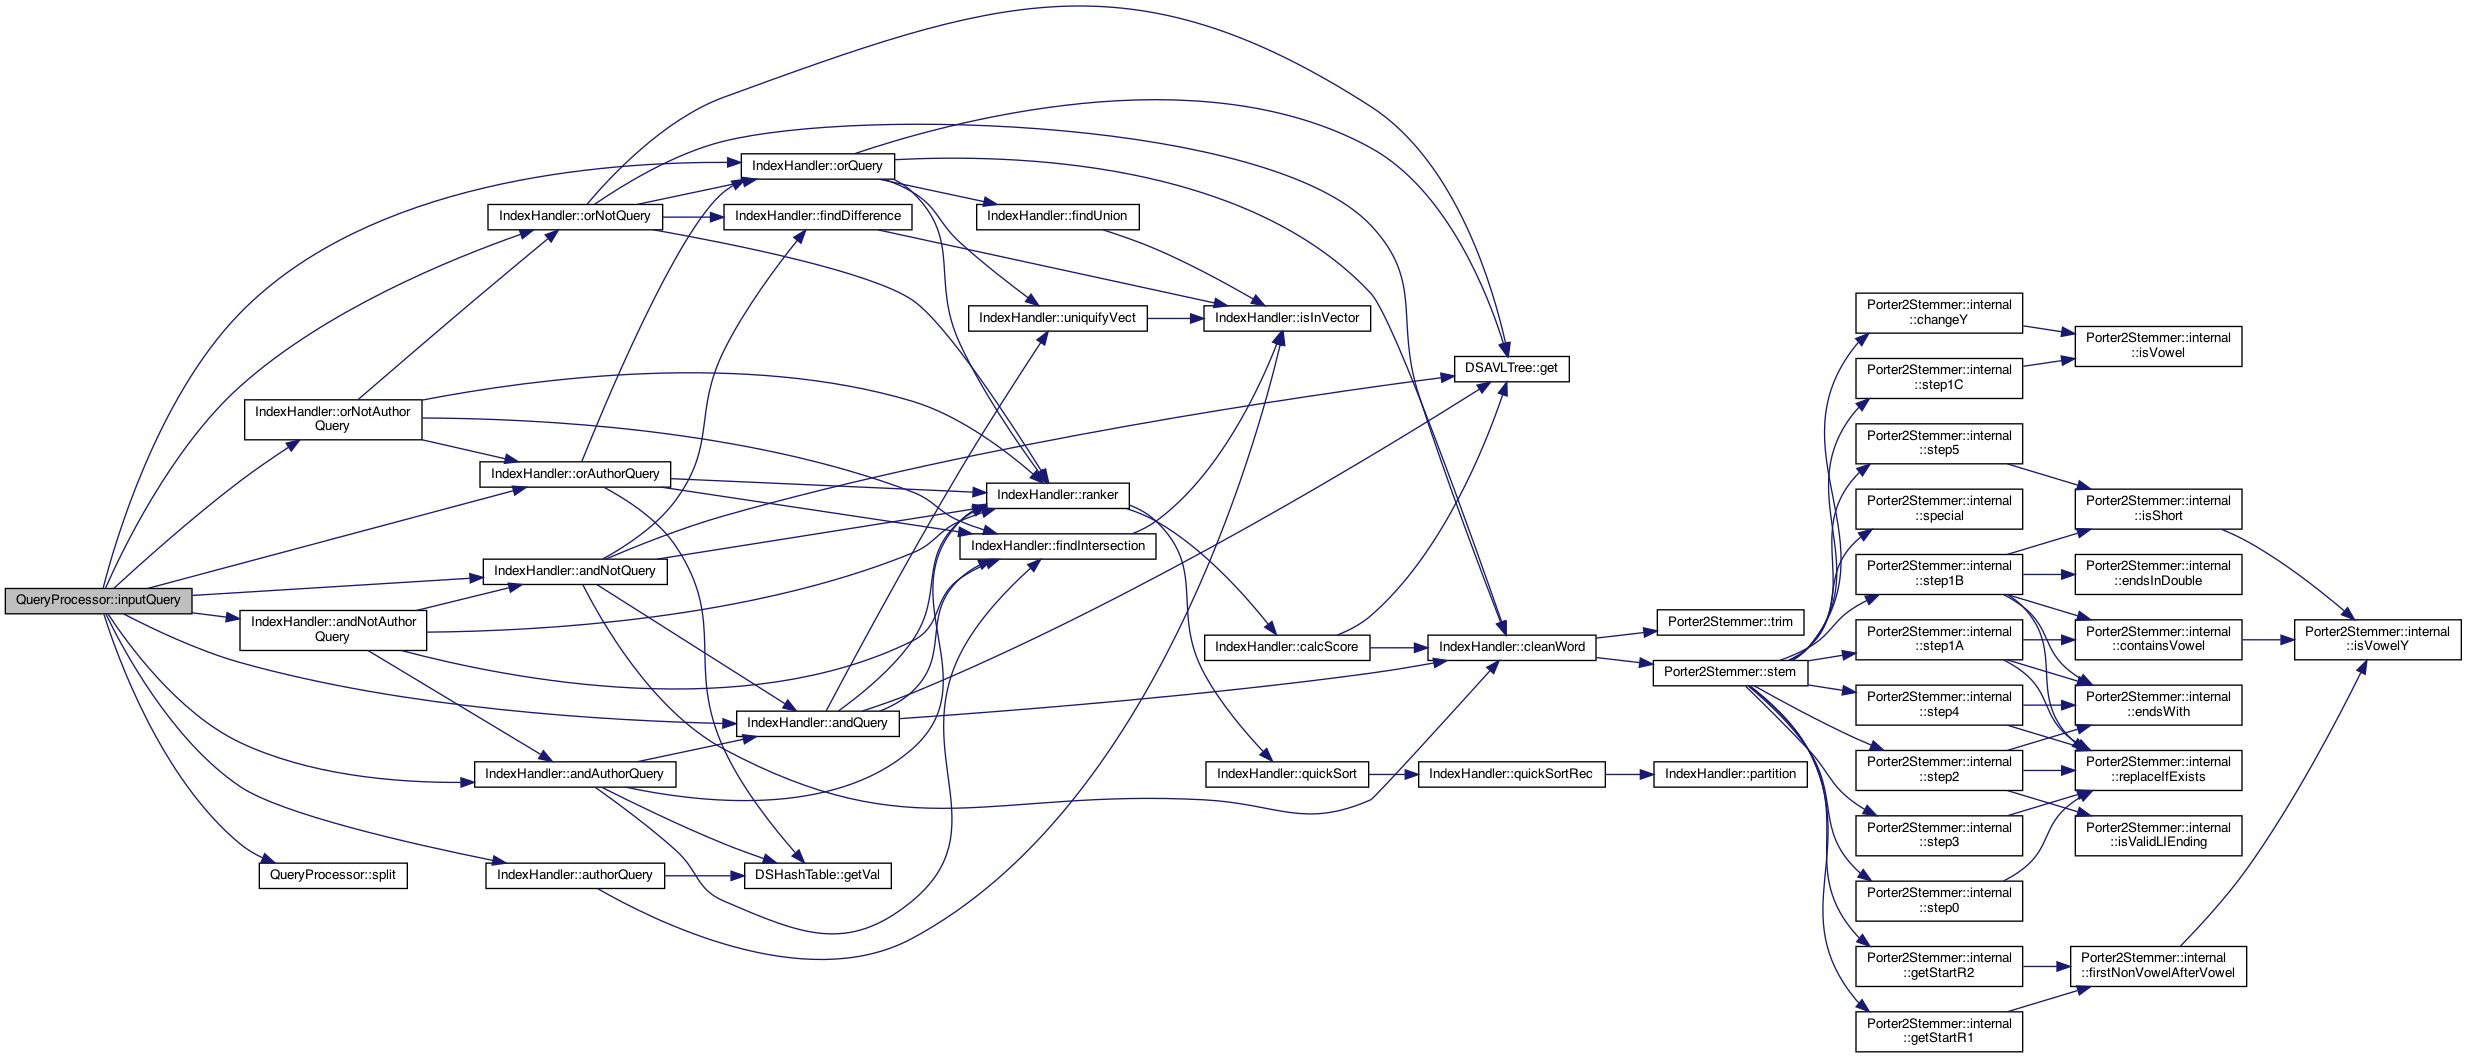 QueryProcessor::inputQuery
IndexHandler::orNotAuthor
Query
IndexHandler::andNotAuthor
Query
QueryProcessor::split
IndexHandler::orNotQuery
IndexHandler::orAuthorQuery
IndexHandler::andNotQuery
IndexHandler::andAuthorQuery
IndexHandler::authorQuery
IndexHandler::orQuery
IndexHandler::findDifference
IndexHandler::andQuery
DSHashTable::getVal
IndexHandler::findUnion
IndexHandler::uniquifyVect
IndexHandler::ranker
IndexHandler::findIntersection
IndexHandler::isInVector
IndexHandler::calcScore
IndexHandler::quickSort
DSAVLTree::get
IndexHandler::cleanWord
IndexHandler::quickSortRec
Porter2Stemmer::trim
Porter2Stemmer::stem
IndexHandler::partition
Porter2Stemmer::internal
::changeY
Porter2Stemmer::internal
::step1C
Porter2Stemmer::internal
::step5
Porter2Stemmer::internal
::special
Porter2Stemmer::internal
::step1B
Porter2Stemmer::internal
::step1A
Porter2Stemmer::internal
::step4
Porter2Stemmer::internal
::step2
Porter2Stemmer::internal
::step3
Porter2Stemmer::internal
::step0
Porter2Stemmer::internal
::getStartR2
Porter2Stemmer::internal
::getStartR1
Porter2Stemmer::internal
::isVowel
Porter2Stemmer::internal
::isShort
Porter2Stemmer::internal
::endsInDouble
Porter2Stemmer::internal
::containsVowel
Porter2Stemmer::internal
::endsWith
Porter2Stemmer::internal
::replaceIfExists
Porter2Stemmer::internal
::isValidLIEnding
Porter2Stemmer::internal
::firstNonVowelAfterVowel
Porter2Stemmer::internal
::isVowelY